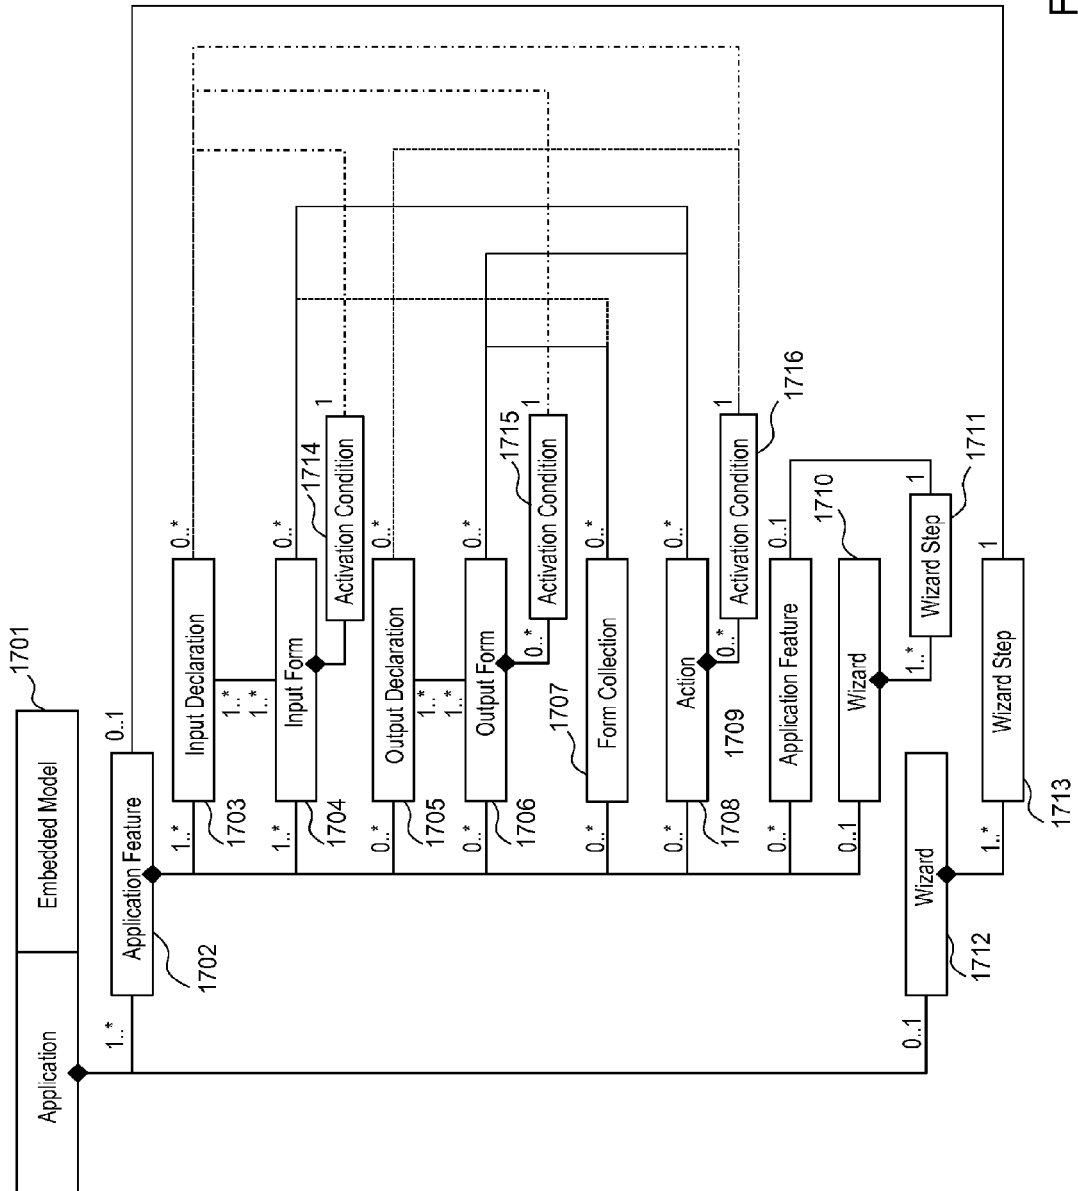 Application
Embedded Model
1701
1..*
Application Feature
0..1
1702
1..*
Input Declaration
0..*
1703
1..*
1..*
1..*
Input Form
0..*
1704
1714
Activation Condition
1
0..*
Output Declaration
1705
1..*
1..*
0..*
Output Form
0..*
1706
0..*
1715
Activation Condition
1
0..*
Form Collection
0..*
1707
0..*
Action
0..*
1708
0..*
Activation Condition
1
1716
1709
0..*
Application Feature
0..1
0..1
Wizard
1710
1..*
Wizard Step
1
1711
0..1
Wizard
1712
1..*
Wizard Step
1
1713